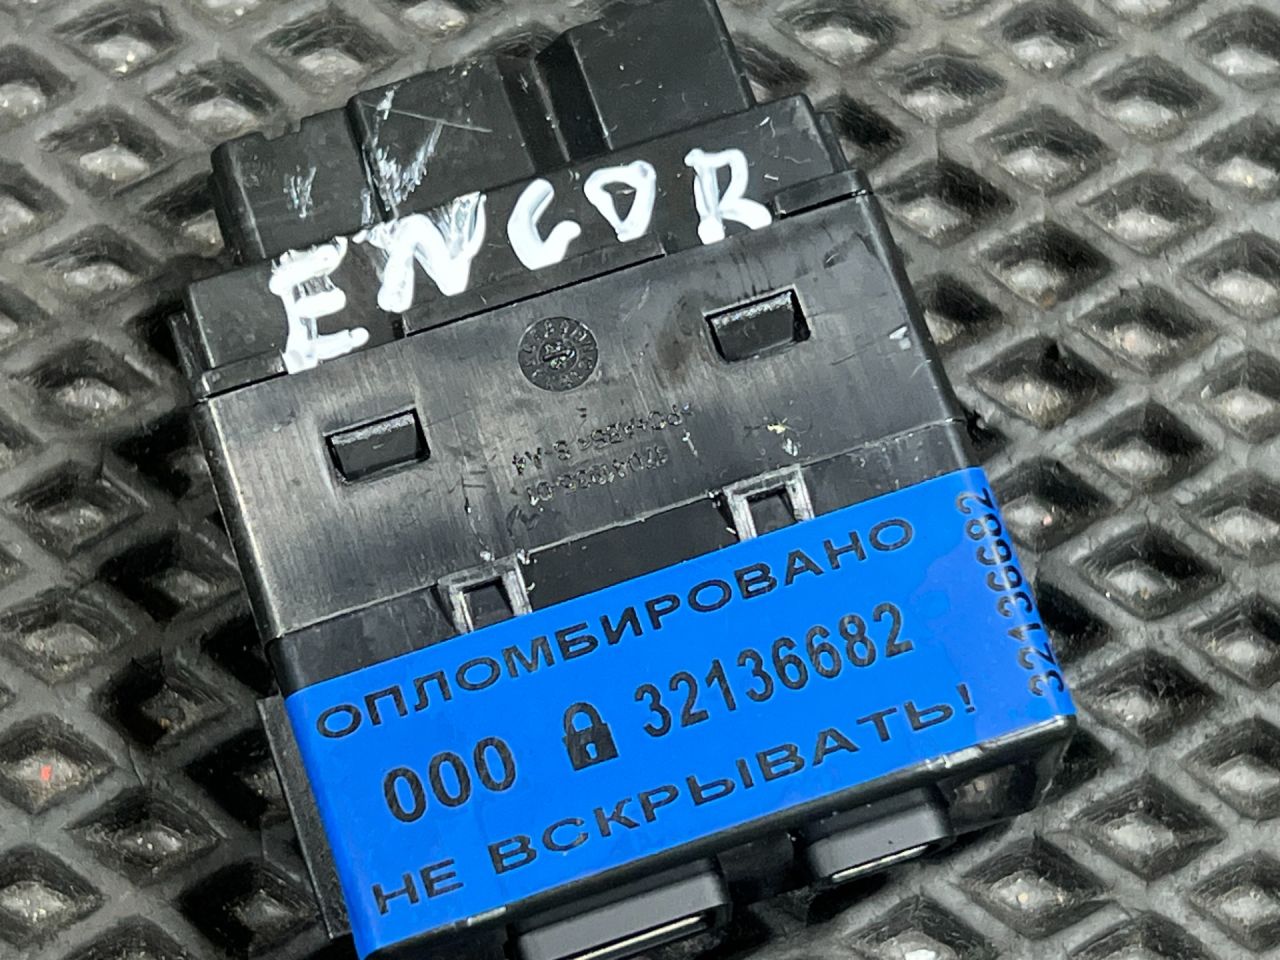 ENCOR
ОПЛОМБИРОВАНО
000 32136682
НЕ ВСКРЫВАТЬ!
32136682